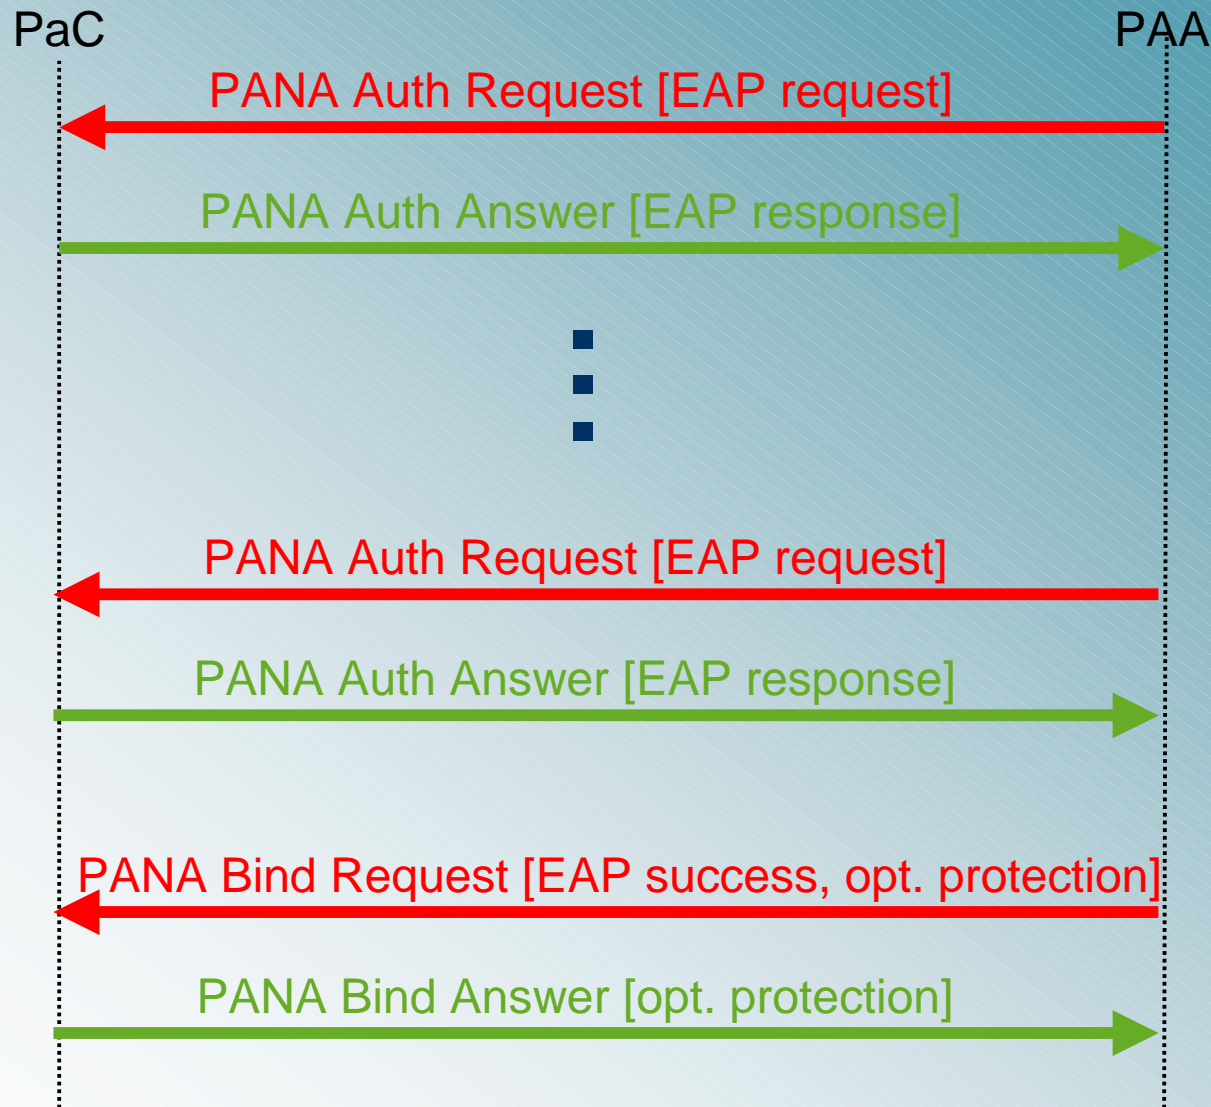 PaC
PAA
PANA Auth Request [EAP request]
PANA Auth Answer [EAP response]
PANA Auth Request [EAP request]
PANA Auth Answer [EAP response]
PANA Bind Request [EAP success, opt. protection]
PANA Bind Answer [opt. protection]